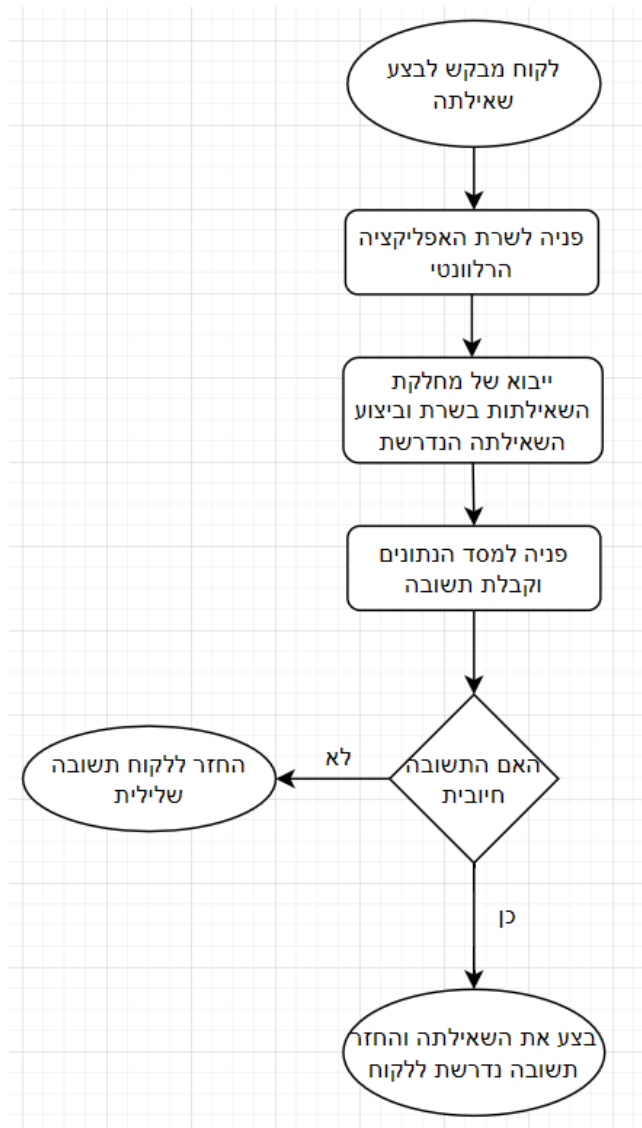 לקוח מבקש לבצע
שאילתה
פניה לשרת האפליקציה
הרלוונטי
ייבוא של מחלקת
השאילתות בשרת וביצוע
השאילתה הנדרשת
פניה למסד הנתונים
וקבלת תשובה
האם התשובה
חיובית
לא
החזר ללקוח תשובה
שלילית
כן
בצע את השאילתה והחזר
תשובה נדרשת ללקוח